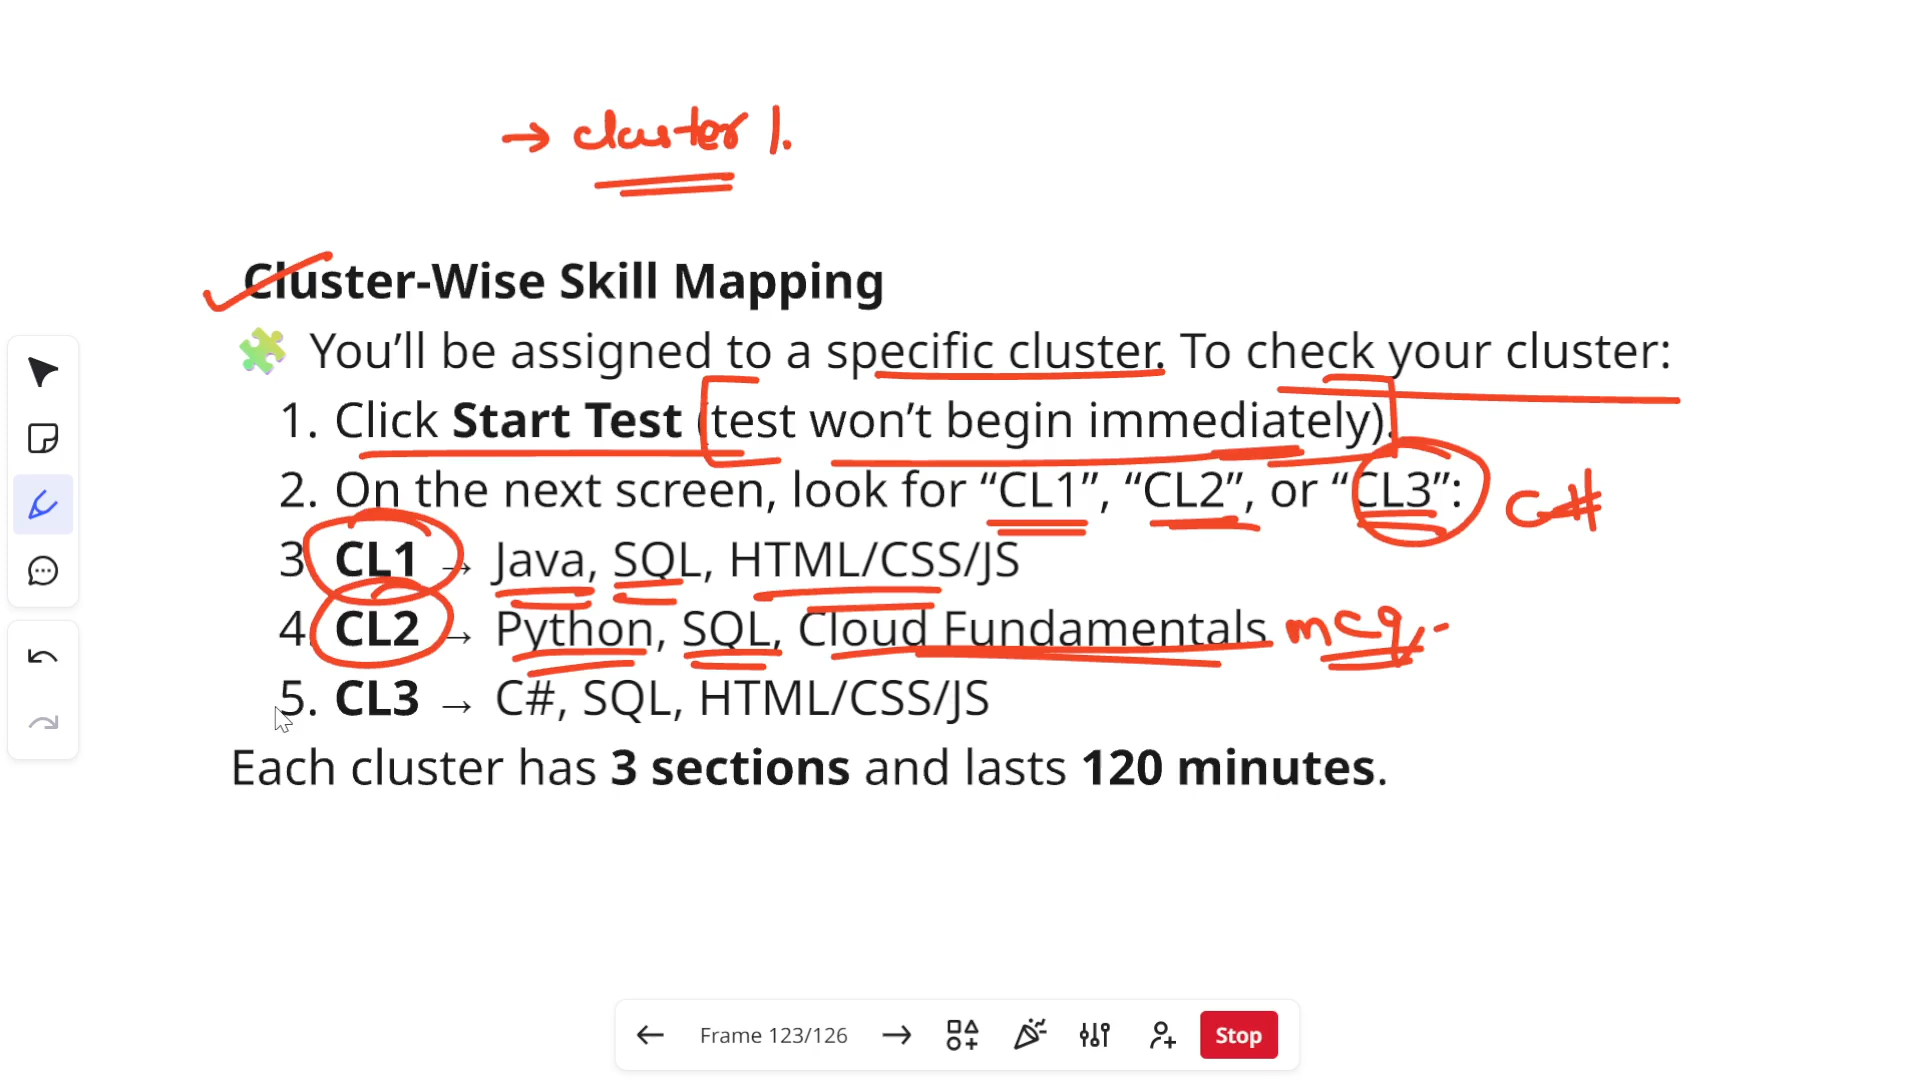 → cluster 1.
Cluster-Wise Skill Mapping
🧩 You’ll be assigned to a specific cluster. To check your cluster:
1. Click Start Test (test won’t begin immediately).
2. On the next screen, look for “CL1”, “CL2”, or “CL3”:
C#
3. CL1 → Java, SQL, HTML/CSS/JS
4. CL2 → Python, SQL, Cloud Fundamentals
mcq,-
5. CL3 → C#, SQL, HTML/CSS/JS
Each cluster has 3 sections and lasts 120 minutes.
Frame 123/126
Stop